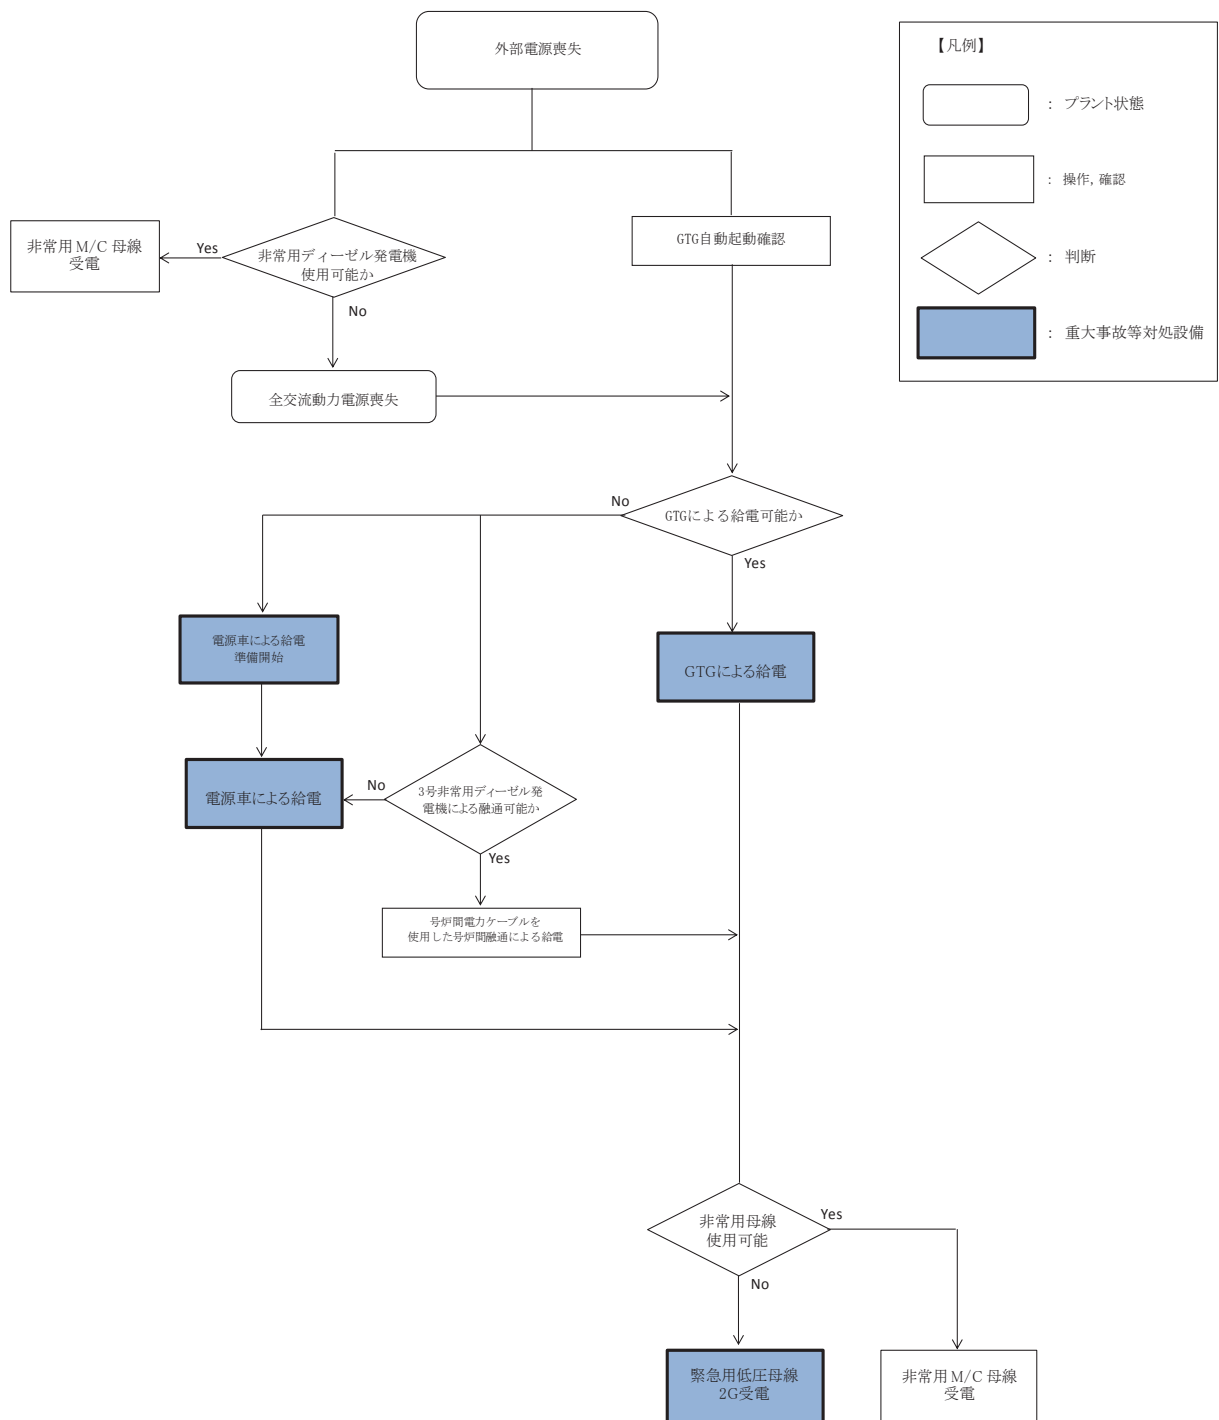 外部電源喪失
【凡例】
： プラント状態
： 操作, 確認
： 判断
： 重大事故等対処設備
非常用 M/C 母線
受電
Yes
非常用ディーゼル発電機
使用可能か
No
GTG自動起動確認
全交流動力電源喪失
No
GTGによる給電可能か
Yes
電源車による給電
準備開始
GTGによる給電
電源車による給電
No
3号非常用ディーゼル発
電機による融通可能か
Yes
号炉間電力ケーブルを
使用した号炉間融通による給電
非常用母線
使用可能
Yes
No
緊急用低圧母線
2G受電
非常用 M/C 母線
受電